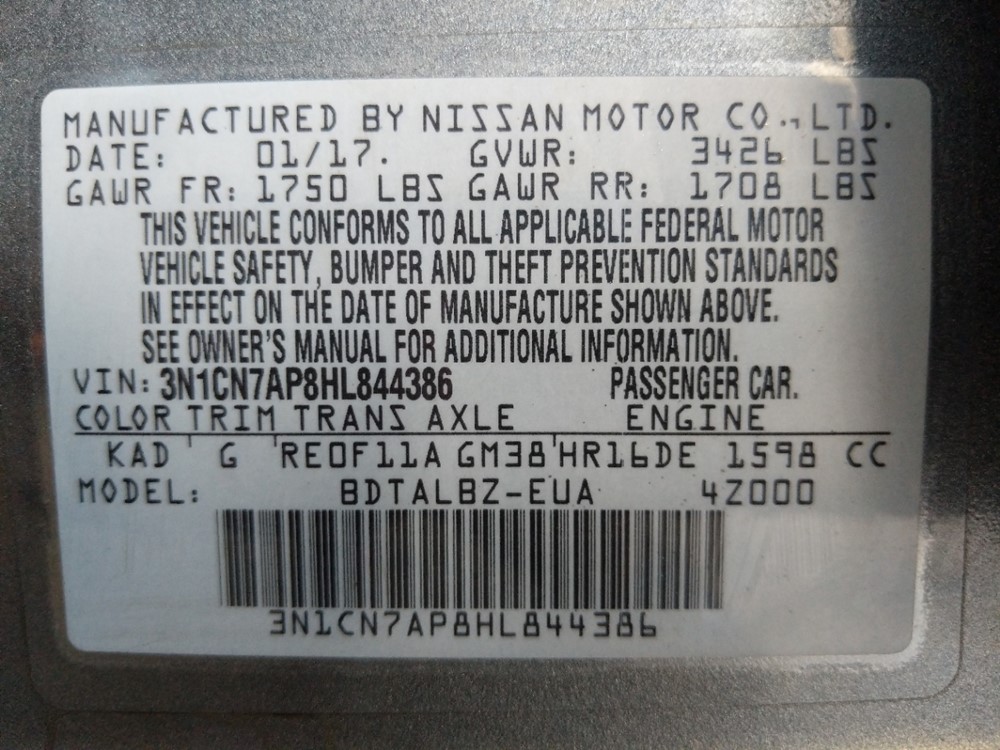 MANUFACTURED BY NISSAN MOTOR CO., LTD.
DATE: 01/17. GVWR: 3426 LBS
GAWR FR: 1750 LBS GAWR RR: 1708 LBS
THIS VEHICLE CONFORMS TO ALL APPLICABLE FEDERAL MOTOR
VEHICLE SAFETY, BUMPER AND THEFT PREVENTION STANDARDS
IN EFFECT ON THE DATE OF MANUFACTURE SHOWN ABOVE.
SEE OWNER'S MANUAL FOR ADDITIONAL INFORMATION.
VIN: 3N1CN7AP8HL844386 PASSENGER CAR.
COLOR TRIM TRANS AXLE ENGINE
KAD G RE0F11A GM38 HR16DE 1598 CC
MODEL: BDTALBZ-EUA 4Z000
3N1CN7AP8HL844386